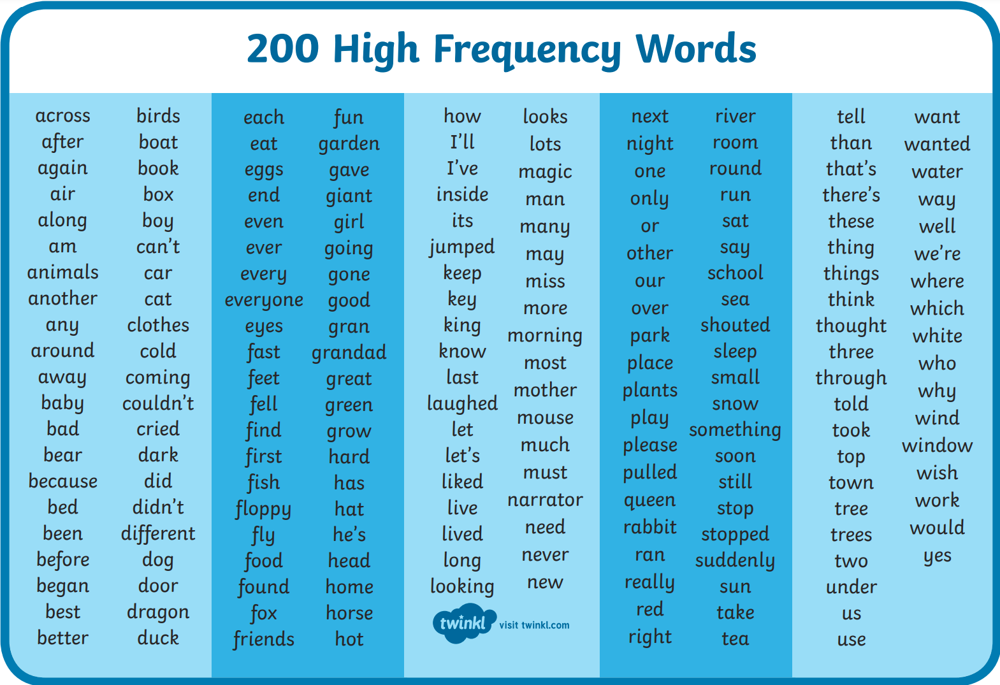 200 High Frequency Words
across
after
again
air
along
am
animals
another
any
around
away
baby
bad
bear
because
bed
been
before
began
best
better
birds
boat
book
box
boy
can't
car
cat
clothes
cold
coming
couldn't
cried
dark
did
didn't
different
dog
door
dragon
duck
each
eat
eggs
end
even
ever
every
everyone
eyes
fast
feet
fell
find
first
fish
floppy
fly
food
found
fox
friends
fun
garden
gave
giant
girl
going
gone
good
gran
grandad
great
green
grow
hard
has
hat
he's
head
home
horse
hot
how
I'll
I've
inside
its
jumped
keep
key
king
know
last
laughed
let
let's
liked
live
lived
long
looking
looks
lots
magic
man
many
may
miss
more
morning
most
mother
mouse
much
must
narrator
need
never
new
twinkl visit twinkl.com
next
night
one
only
or
other
our
over
park
place
plants
play
please
pulled
queen
rabbit
ran
really
red
right
river
room
round
run
sat
say
school
sea
shouted
sleep
small
snow
something
soon
still
stop
stopped
suddenly
sun
take
tea
tell
than
that's
there's
these
thing
things
think
thought
three
through
told
took
top
town
tree
trees
two
under
us
use
want
wanted
water
way
well
we're
where
which
white
who
why
wind
window
wish
work
would
yes